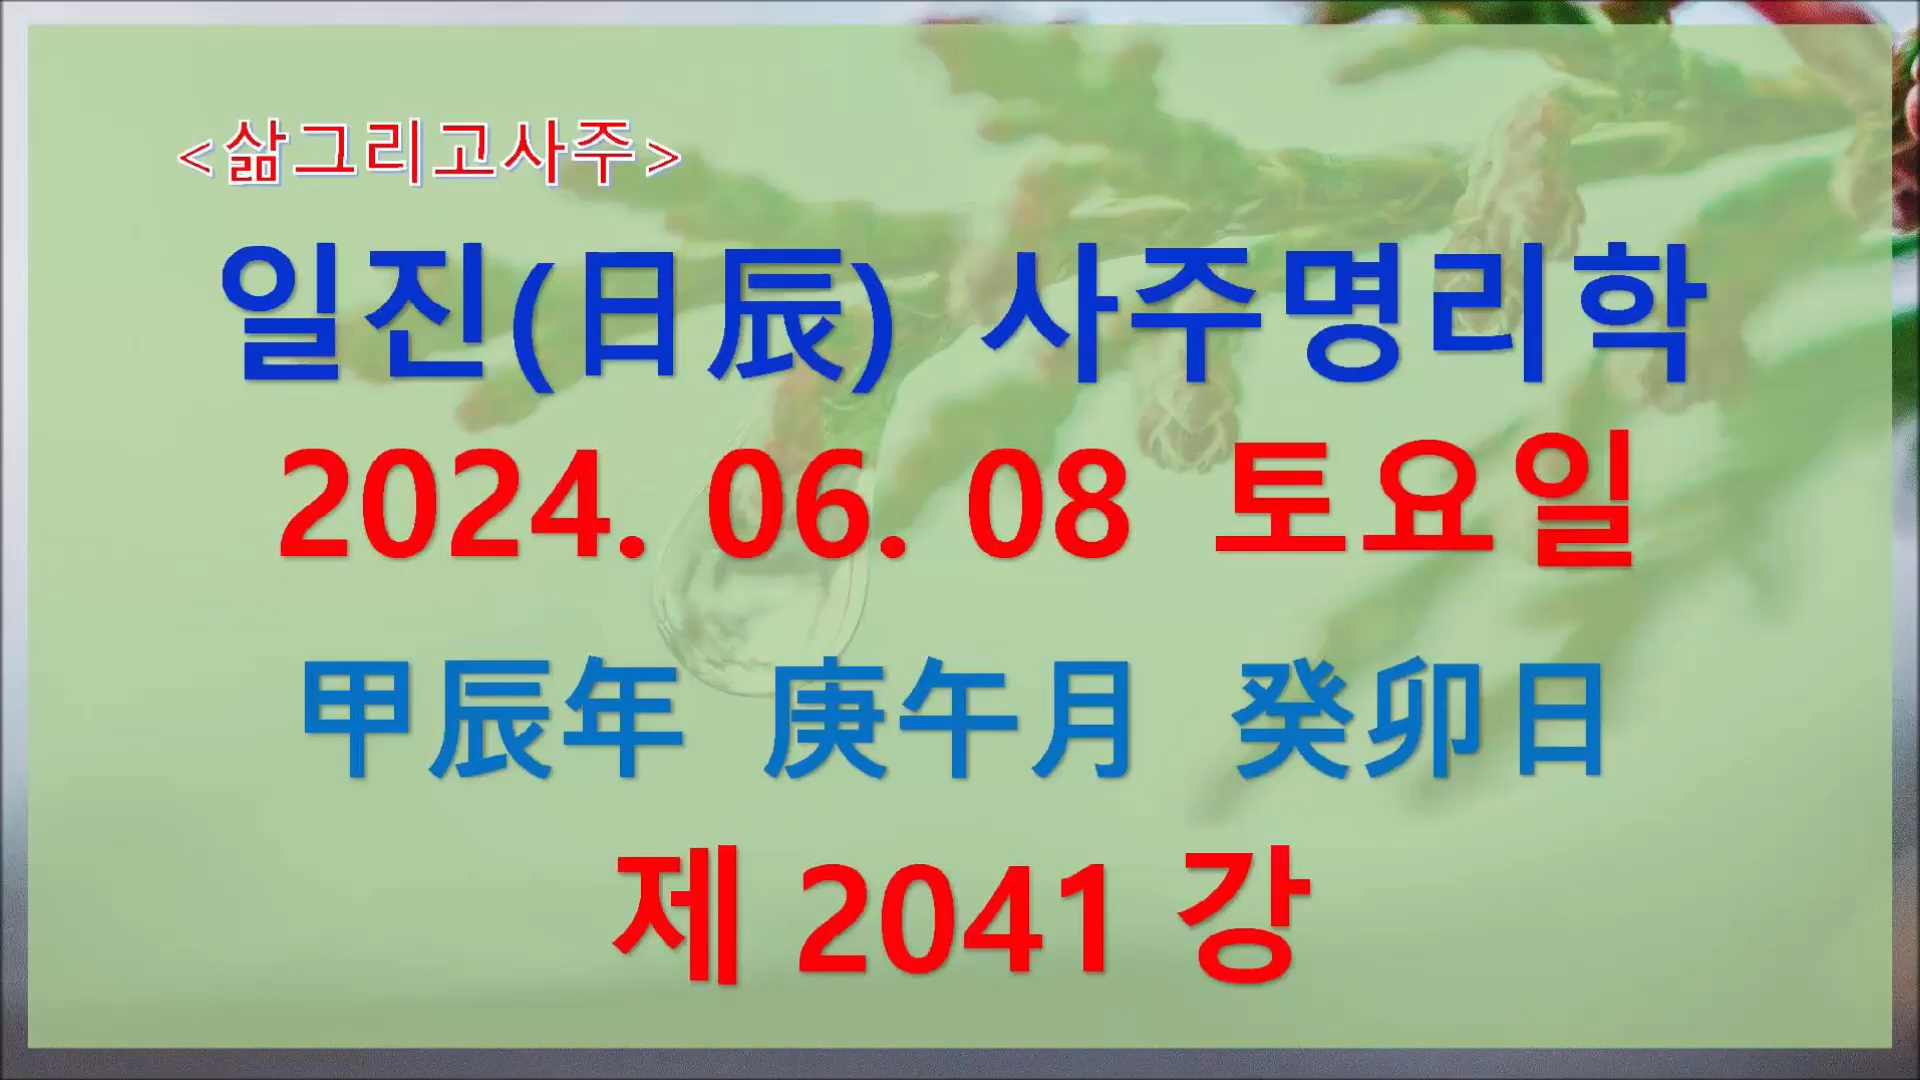 <삶그리고사주>
일진(日辰) 사주명리학
2024. 06. 08 토요일
甲辰年 庚午月 癸卯日
제 2041 강